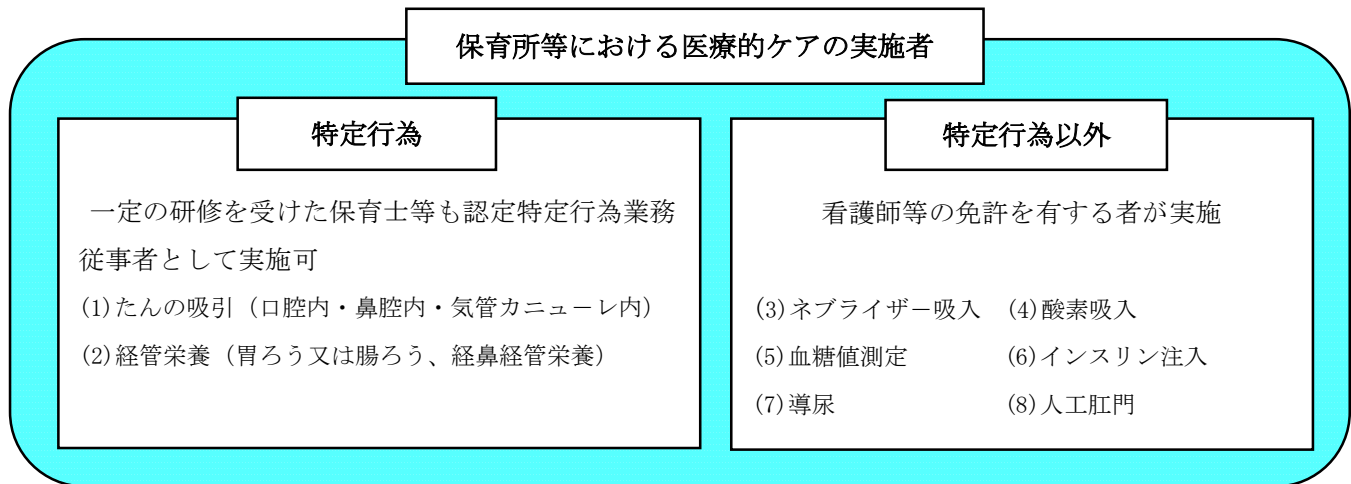 保育所等における医療的ケアの実施者
特定行為
一定の研修を受けた保育士等も認定特定行為業務
従事者として実施可
(1)たんの吸引（口腔内・鼻腔内・気管カニューレ内）
(2)経管栄養（胃ろう又は腸ろう、経鼻経管栄養）
特定行為以外
看護師等の免許を有する者が実施
(3)ネブライザー吸入　(4)酸素吸入
(5)血糖値測定　(6)インスリン注入
(7)導尿　(8)人工肛門